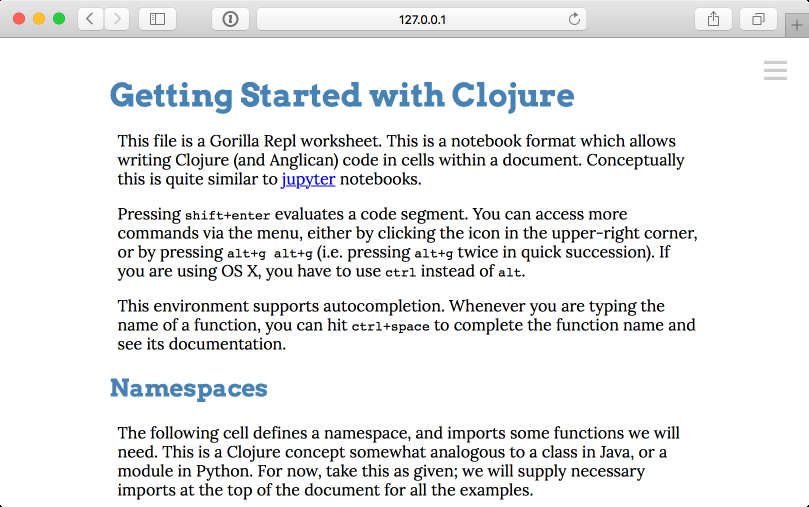 127.0.0.1
Getting Started with Clojure
This file is a Gorilla Repl worksheet. This is a notebook format which allows
writing Clojure (and Anglican) code in cells within a document. Conceptually
this is quite similar to jupyter notebooks.
Pressing shift+enter evaluates a code segment. You can access more
commands via the menu, either by clicking the icon in the upper-right corner,
or by pressing alt+g alt+g (i.e. pressing alt+g twice in quick succession). If
you are using OS X, you have to use ctrl instead of alt.
This environment supports autocompletion. Whenever you are typing the
name of a function, you can hit ctrl+space to complete the function name and
see its documentation.
Namespaces
The following cell defines a namespace, and imports some functions we will
need. This is a Clojure concept somewhat analogous to a class in Java, or a
module in Python. For now, take this as given; we will supply necessary
imports at the top of the document for all the examples.